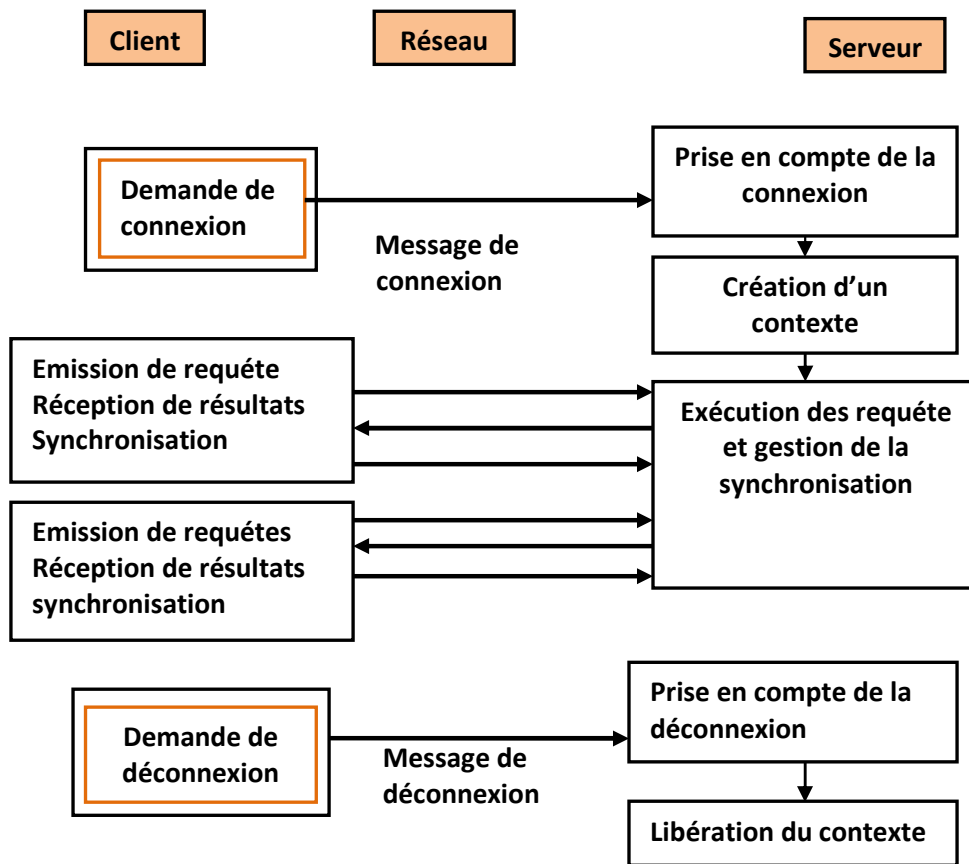 Client
Réseau
Serveur
Demande de
connexion
Message de
connexion
Prise en compte de la
connexion
Création d’un
contexte
Emission de requéte
Réception de résultats
Synchronisation
Exécution des requéte
et gestion de la
synchronisation
Emission de requétes
Réception de résultats
synchronisation
Demande de
déconnexion
Message de
déconnexion
Prise en compte de la
déconnexion
Libération du contexte